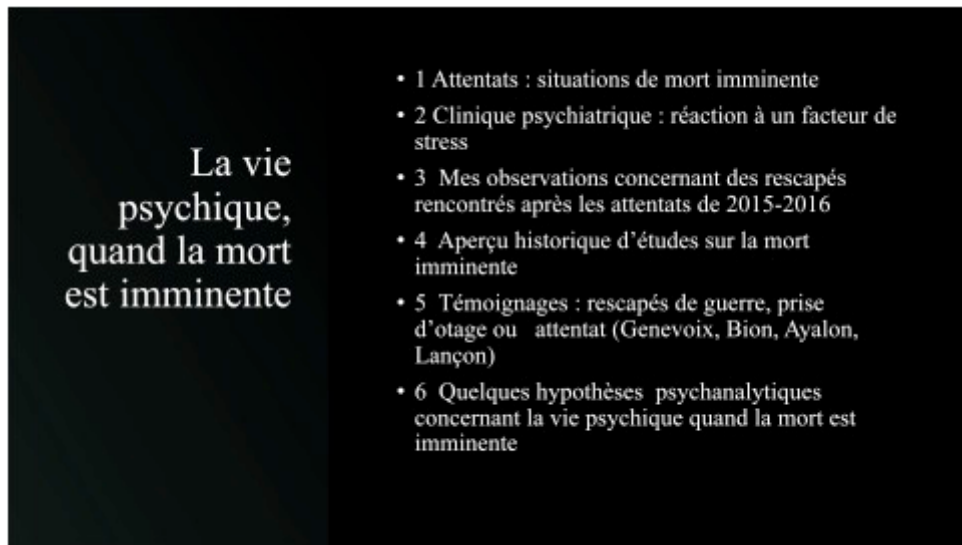 La vie
psychique,
quand la mort
est imminente
• 1 Attentats : situations de mort imminente
• 2 Clinique psychiatrique : réaction à un facteur de
stress
• 3 Mes observations concernant des rescapés
rencontrés après les attentats de 2015-2016
• 4 Aperçu historique d'études sur la mort
imminente
• 5 Témoignages : rescapés de guerre, prise
d'otage ou attentat (Genevoix, Bion, Ayalon,
Lançon)
• 6 Quelques hypothèses psychanalytiques
concernant la vie psychique quand la mort est
imminente